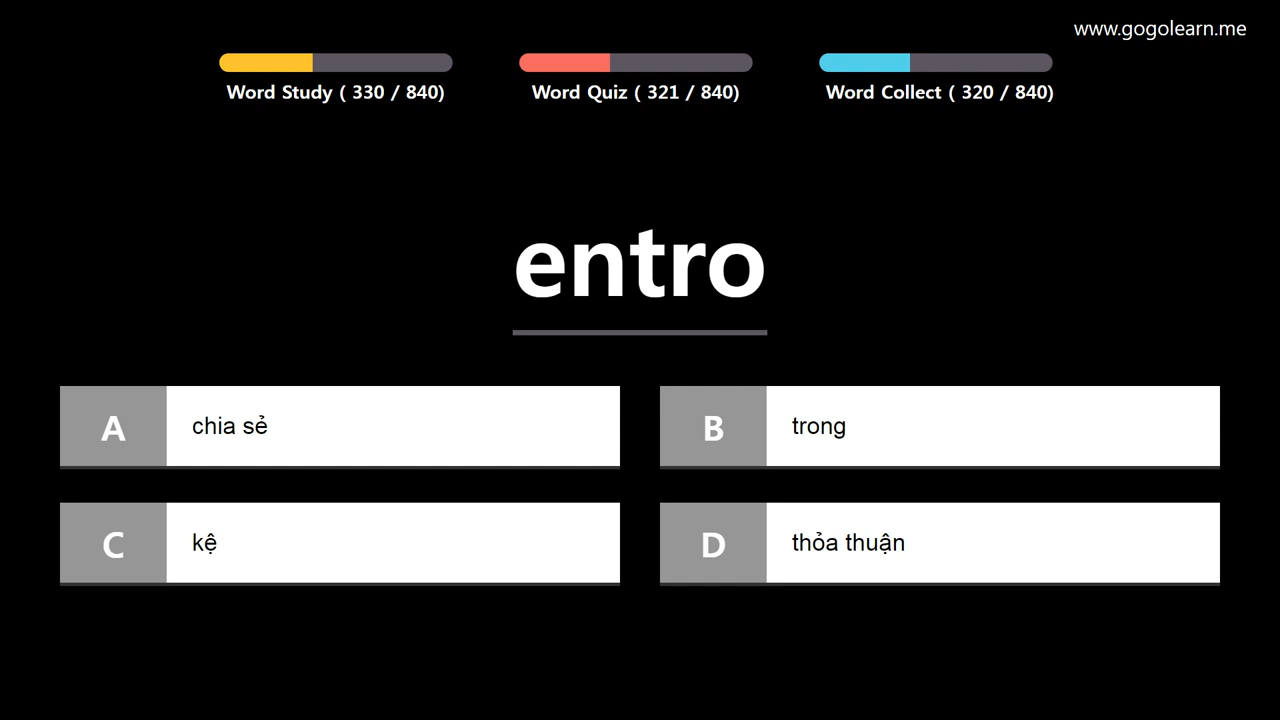 www.gogolearn.me
Word Study ( 330 / 840)
Word Quiz ( 321 / 840)
Word Collect ( 320 / 840)
entro
A
chia sẻ
B
trong
C
kệ
D
thỏa thuận